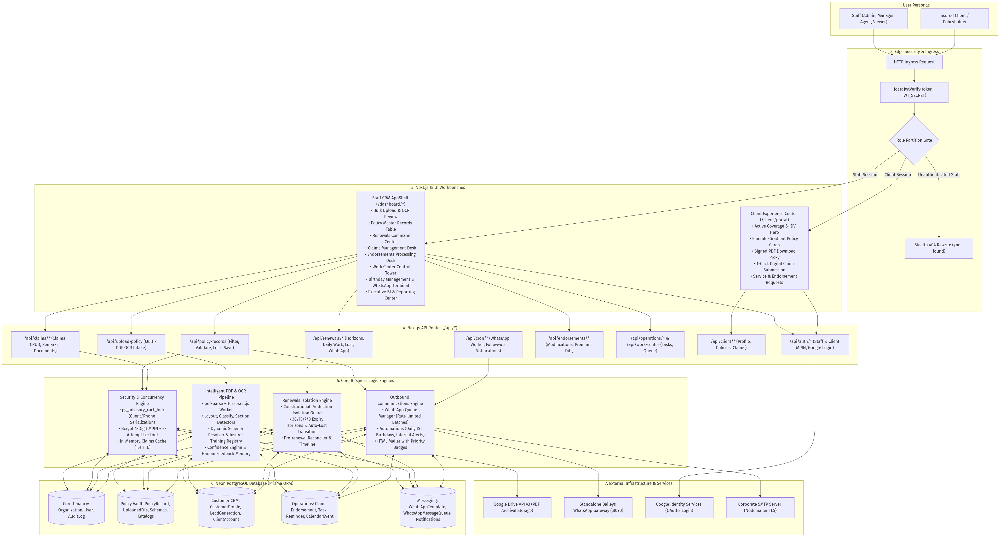 1. User Personas
Staff (Admin, Manager,
Agent, Viewer)
Insured Client /
Policyholder
2. Edge Security & Ingress
HTTP Ingress Request
jose: jwtVerify(token,
JWT_SECRET)
Role Partition Gate
Staff Session
Client Session
Unauthenticated Staff
Stealth 404 Rewrite (/not-
found)
3. Next.js 15 UI Workbenches
Staff CRM AppShell
(/dashboard/*)
• Bulk Upload & OCR
Review
• Policy Master Records
Table
• Renewals Command
Center
• Claims Management Desk
• Endorsements Processing
Desk
• Work Center Control
Tower
• Birthday Management &
WhatsApp Terminal
• Executive BI & Reporting
Center
Client Experience Center
(/client/portal)
• Active Coverage & IDV
Hero
• Emerald-Gradient Policy
Cards
• Signed PDF Download
Proxy
• 1-Click Digital Claim
Submission
• Service & Endorsement
Requests
4. Next.js API Routes (/api/*)
/api/claims/* (Claims
CRUD, Remarks,
Documents)
/api/upload-policy (Multi-
PDF OCR Intake)
/api/policy-records (Filter,
Validate, Lock, Save)
/api/renewals/* (Horizons,
Daily Work, Lost,
WhatsApp)
/api/cron/* (WhatsApp
Worker, Follow-up
Notifications)
/api/endorsements/*
(Modifications, Premium
Diff)
/api/operations/* &
/api/work-center (Tasks,
Queue)
/api/client/* (Profile,
Policies, Claims)
/api/auth/* (Staff & Client
MPIN/Google Login)
5. Core Business Logic Engines
Security & Concurrency
Engine
• pg_advisory_xact_lock
(Client/Phone
Serialization)
• Bcrypt 4-Digit MPIN + 5-
Attempt Lockout
• In-Memory Claims Cache
(15s TTL)
Intelligent PDF & OCR
Pipeline
• pdf-parse + Tesseract.js
Worker
• Layout, Classify, Section
Detectors
• Dynamic Schema
Resolver & Insurer
Training Registry
• Confidence Engine &
Human Feedback Memory
Renewals Isolation Engine
• Constitutional Production
Isolation Guard
• 30/15/7/0 Expiry
Horizons & Auto-Lost
Transition
• Pre-renewal Reconciler &
Timeline
Outbound
Communications Engine
• WhatsApp Queue
Manager (Rate-limited
Batches)
• Automations (Daily IST
Birthdays, Internal Alerts)
• HTML Mailer with Priority
Badges
6. Neon PostgreSQL Database (Prisma ORM)
Core Tenancy:
Organization, User,
AuditLog
Policy Vault: PolicyRecord,
UploadedFile, Schemas,
Catalogs
Customer CRM:
CustomerProfile,
LeadGeneration,
ClientAccount
Operations: Claim,
Endorsement, Task,
Reminder, CalendarEvent
Messaging:
WhatsAppTemplate,
WhatsAppMessageQueue,
Notifications
7. External Infrastructure & Services
Google Drive API v3 (PDF
Archival Storage)
Standalone Baileys
WhatsApp Gateway (:8090)
Google Identity Services
(OAuth2 Login)
Corporate SMTP Server
(Nodemailer TLS)